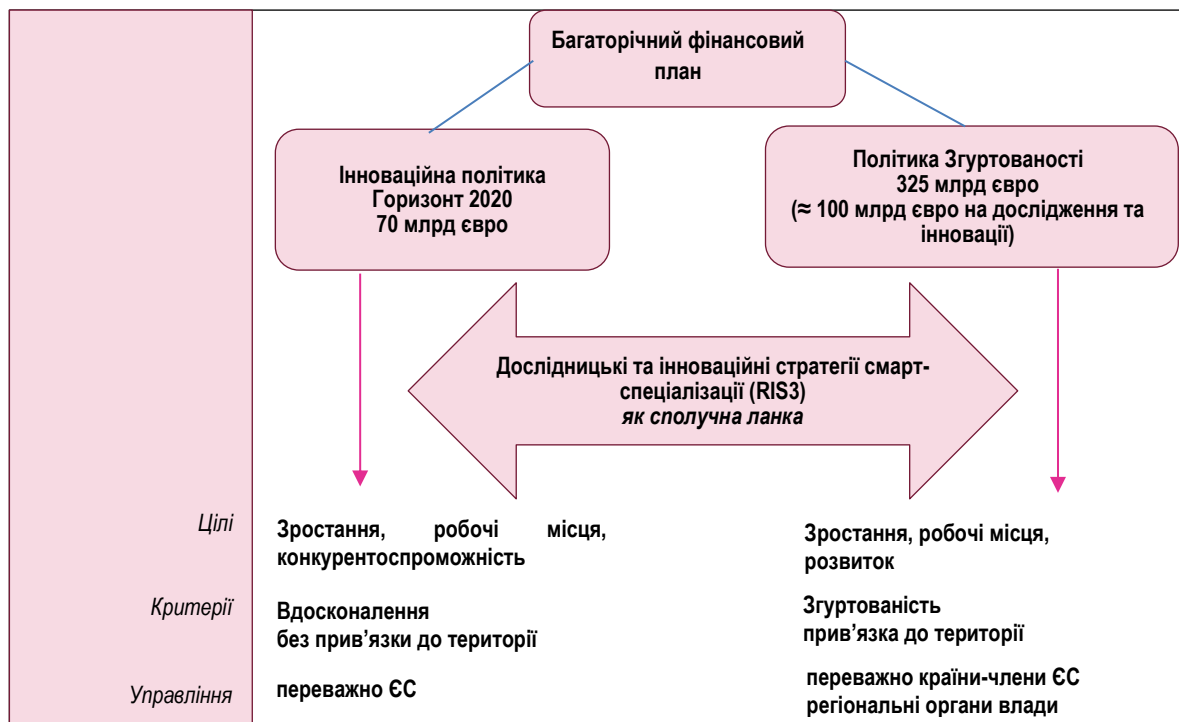 Багаторічний фінансовий
план
Інноваційна політика
Горизонт 2020
70 млрд євро
Політика Згуртованості
325 млрд євро
(≈ 100 млрд євро на дослідження та
інновації)
Дослідницькі та інноваційні стратегії смарт-
спеціалізації (RIS3)
як сполучна ланка
Цілі
Зростання, робочі місця,
конкурентоспроможність
Зростання, робочі місця,
розвиток
Критерії
Вдосконалення
без прив’язки до території
Згуртованість
прив’язка до території
Управління
переважно ЄС
переважно країни-члени ЄС
регіональні органи влади